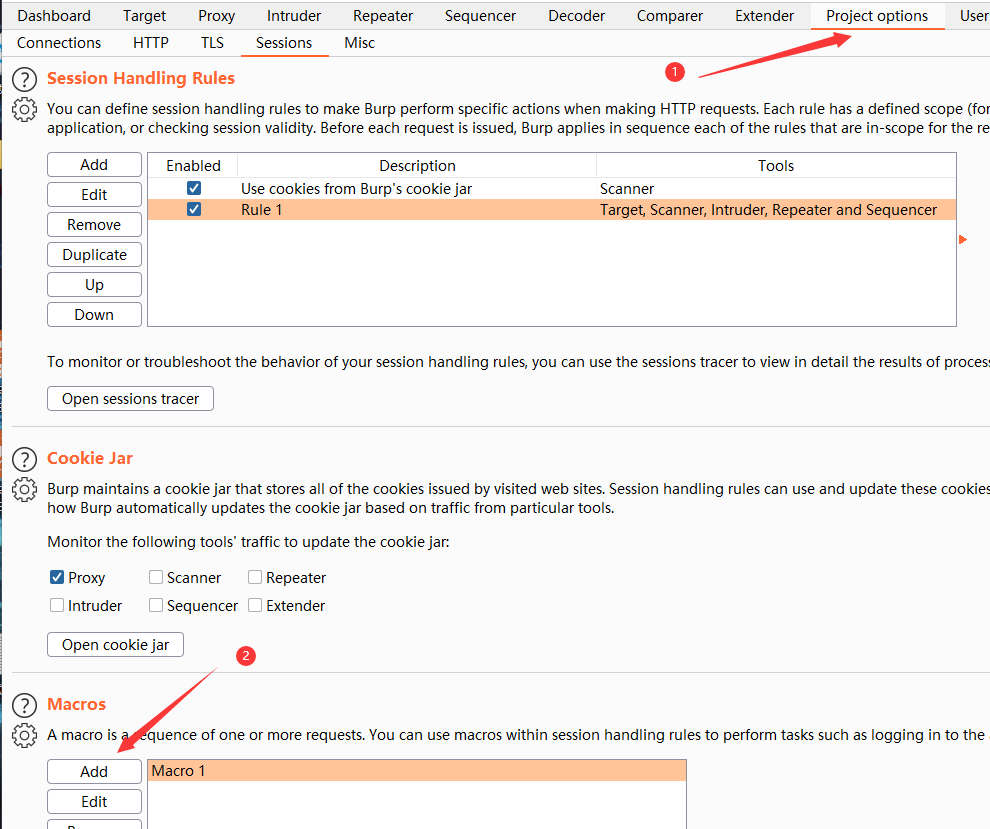 Dashboard Target Proxy Intruder Repeater Sequencer Decoder Comparer Extender Project options User
Connections HTTP TLS Sessions Misc
1
? Session Handling Rules
You can define session handling rules to make Burp perform specific actions when making HTTP requests. Each rule has a defined scope (for
application, or checking session validity. Before each request is issued, Burp applies in sequence each of the rules that are in-scope for the re
Add Enabled Description Tools
Edit Use cookies from Burp's cookie jar Scanner
Remove Rule 1 Target, Scanner, Intruder, Repeater and Sequencer
Duplicate
Up
Down
To monitor or troubleshoot the behavior of your session handling rules, you can use the sessions tracer to view in detail the results of proces
Open sessions tracer
? Cookie Jar
Burp maintains a cookie jar that stores all of the cookies issued by visited web sites. Session handling rules can use and update these cookies
how Burp automatically updates the cookie jar based on traffic from particular tools.
Monitor the following tools' traffic to update the cookie jar:
Proxy Scanner Repeater
Intruder Sequencer Extender
Open cookie jar
2
? Macros
A macro is a sequence of one or more requests. You can use macros within session handling rules to perform tasks such as logging in to the
Add Macro 1
Edit